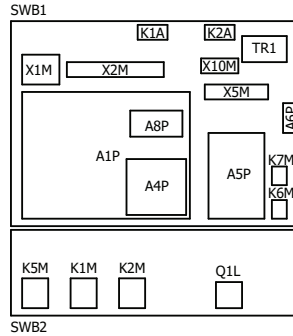 SWB1
K1A K2A
TR1
X1M X2M X10M
X5M
A6P
A8P
A1P
A4P A5P
K7M
K6M
K5M K1M K2M Q1L
SWB2